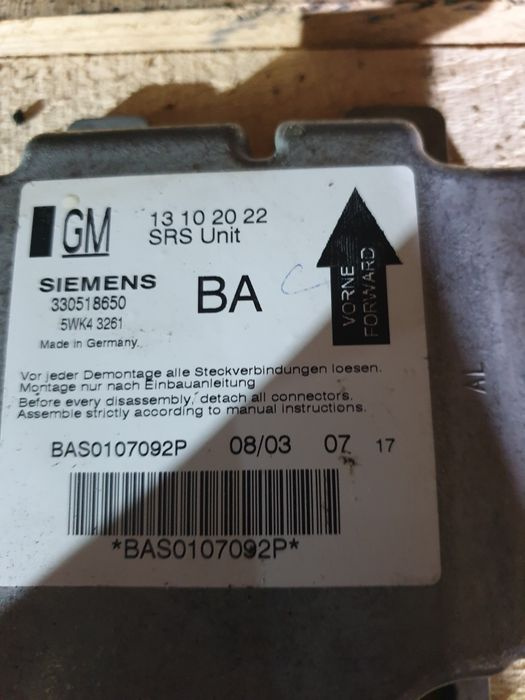 GM
13 10 20 22
SRS Unit
SIEMENS
330518650
5WK4 3261
Made in Germany.
BA
VORNE
FORWARD
Vor jeder Demontage alle Steckverbindungen loesen.
Montage nur nach Einbauanleitung
Before every disassembly, detach all connectors.
Assemble strictly according to manual instructions.
BAS0107092P 08/03 07 17
*BAS0107092P*
AL